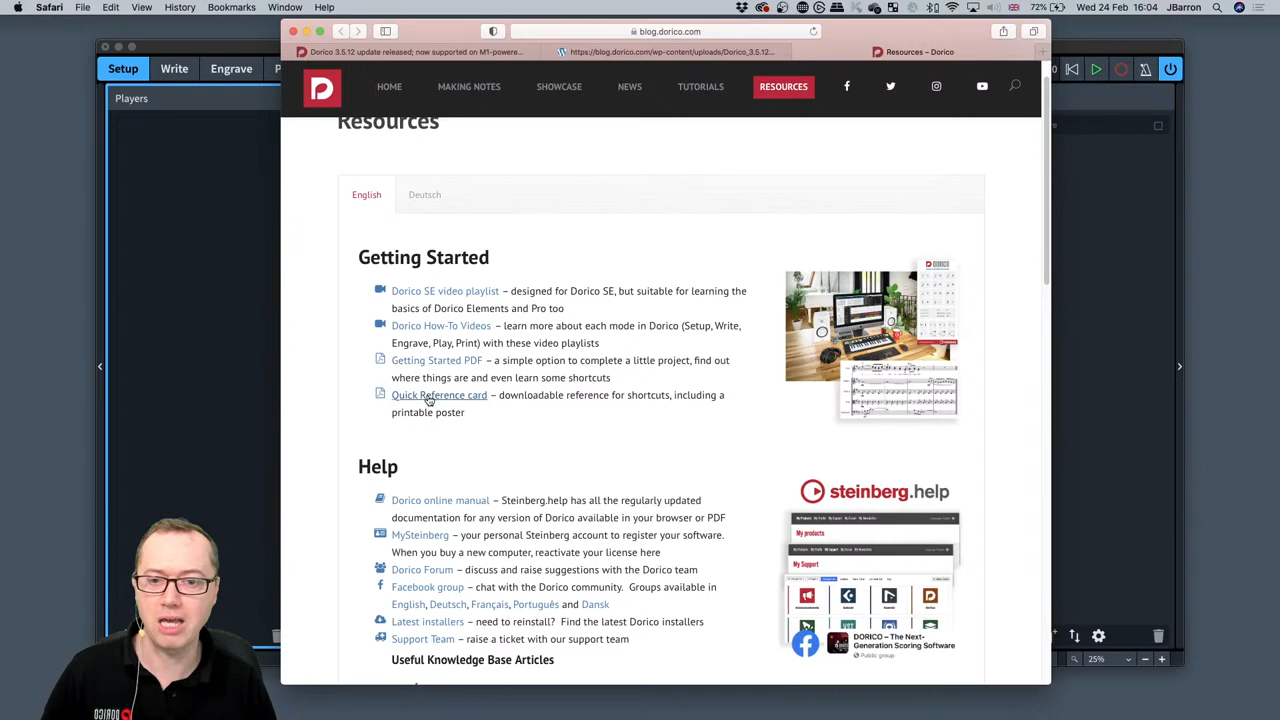 Safari File Edit View History Bookmarks Window Help 72% Wed 24 Feb 16:04 JBarron
blog.dorico.com
Dorico 3.5.12 update released; now supported on M1-powere... https://blog.dorico.com/wp-content/uploads/Dorico_3.5.12... Resources – Dorico
Setup Write Engrave P
Players
HOME MAKING NOTES SHOWCASE NEWS TUTORIALS RESOURCES
Resources
English Deutsch
Getting Started
Dorico SE video playlist – designed for Dorico SE, but suitable for learning the
basics of Dorico Elements and Pro too
Dorico How-To Videos – learn more about each mode in Dorico (Setup, Write,
Engrave, Play, Print) with these video playlists
Getting Started PDF – a simple option to complete a little project, find out
where things are and even learn some shortcuts
Quick Reference card – downloadable reference for shortcuts, including a
printable poster
DORICO
Help
Dorico online manual – Steinberg.help has all the regularly updated
documentation for any version of Dorico available in your browser or PDF
MySteinberg – your personal Steinberg account to register your software.
When you buy a new computer, reactivate your license here
Dorico Forum – discuss and raise suggestions with the Dorico team
Facebook group – chat with the Dorico community. Groups available in
English, Deutsch, Français, Português and Dansk
Latest installers – need to reinstall? Find the latest Dorico installers
Support Team – raise a ticket with our support team
Useful Knowledge Base Articles
steinberg.help
My products
My Support
DORICO – The Next-
Generation Scoring Software
Public group
25%
DORICO